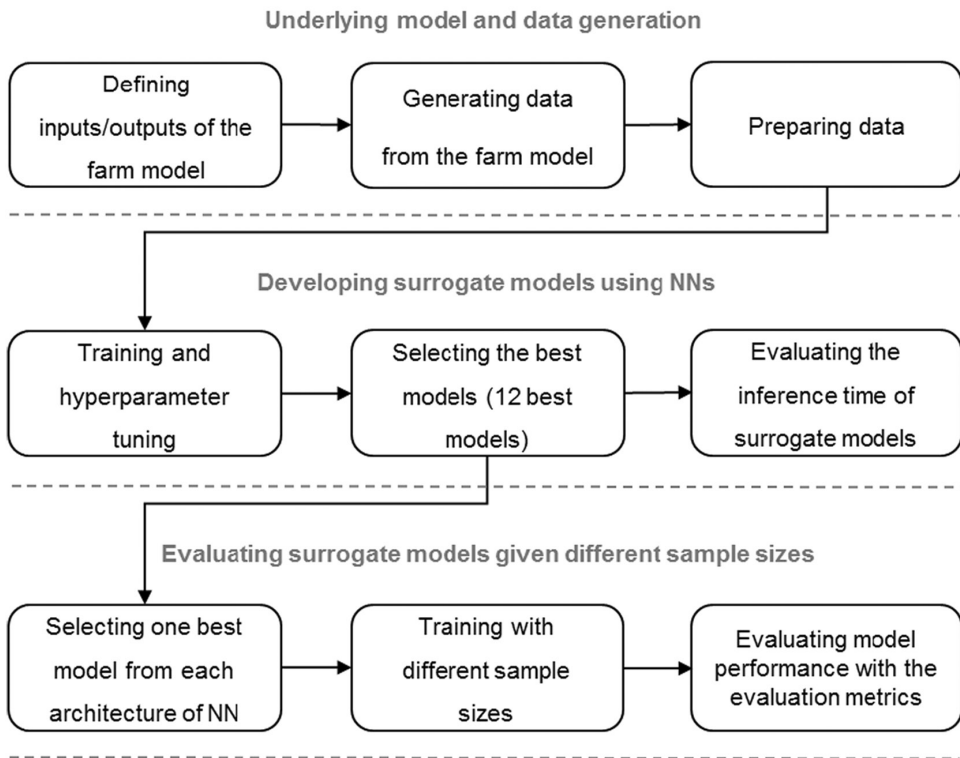 Underlying model and data generation
Defining
inputs/outputs of the
farm model
Generating data
from the farm model
Preparing data
Developing surrogate models using NNs
Training and
hyperparameter
tuning
Selecting the best
models (12 best
models)
Evaluating the
inference time of
surrogate models
Evaluating surrogate models given different sample sizes
Selecting one best
model from each
architecture of NN
Training with
different sample
sizes
Evaluating model
performance with the
evaluation metrics